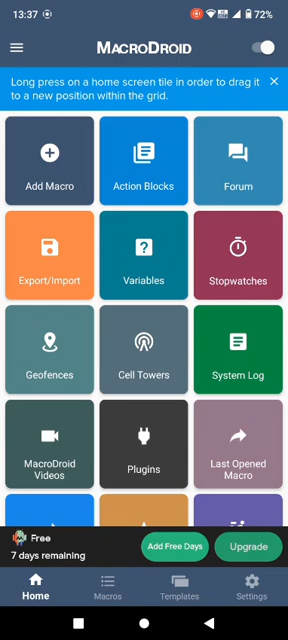 13:37
72%
MACRODROID
Long press on a home screen tile in order to drag it
to a new position within the grid.
Add Macro
Action Blocks
Forum
Export/Import
Variables
Stopwatches
Geofences
Cell Towers
System Log
MacroDroid
Videos
Plugins
Last Opened
Macro
Free
7 days remaining
Add Free Days
Upgrade
Home
Macros
Templates
Settings